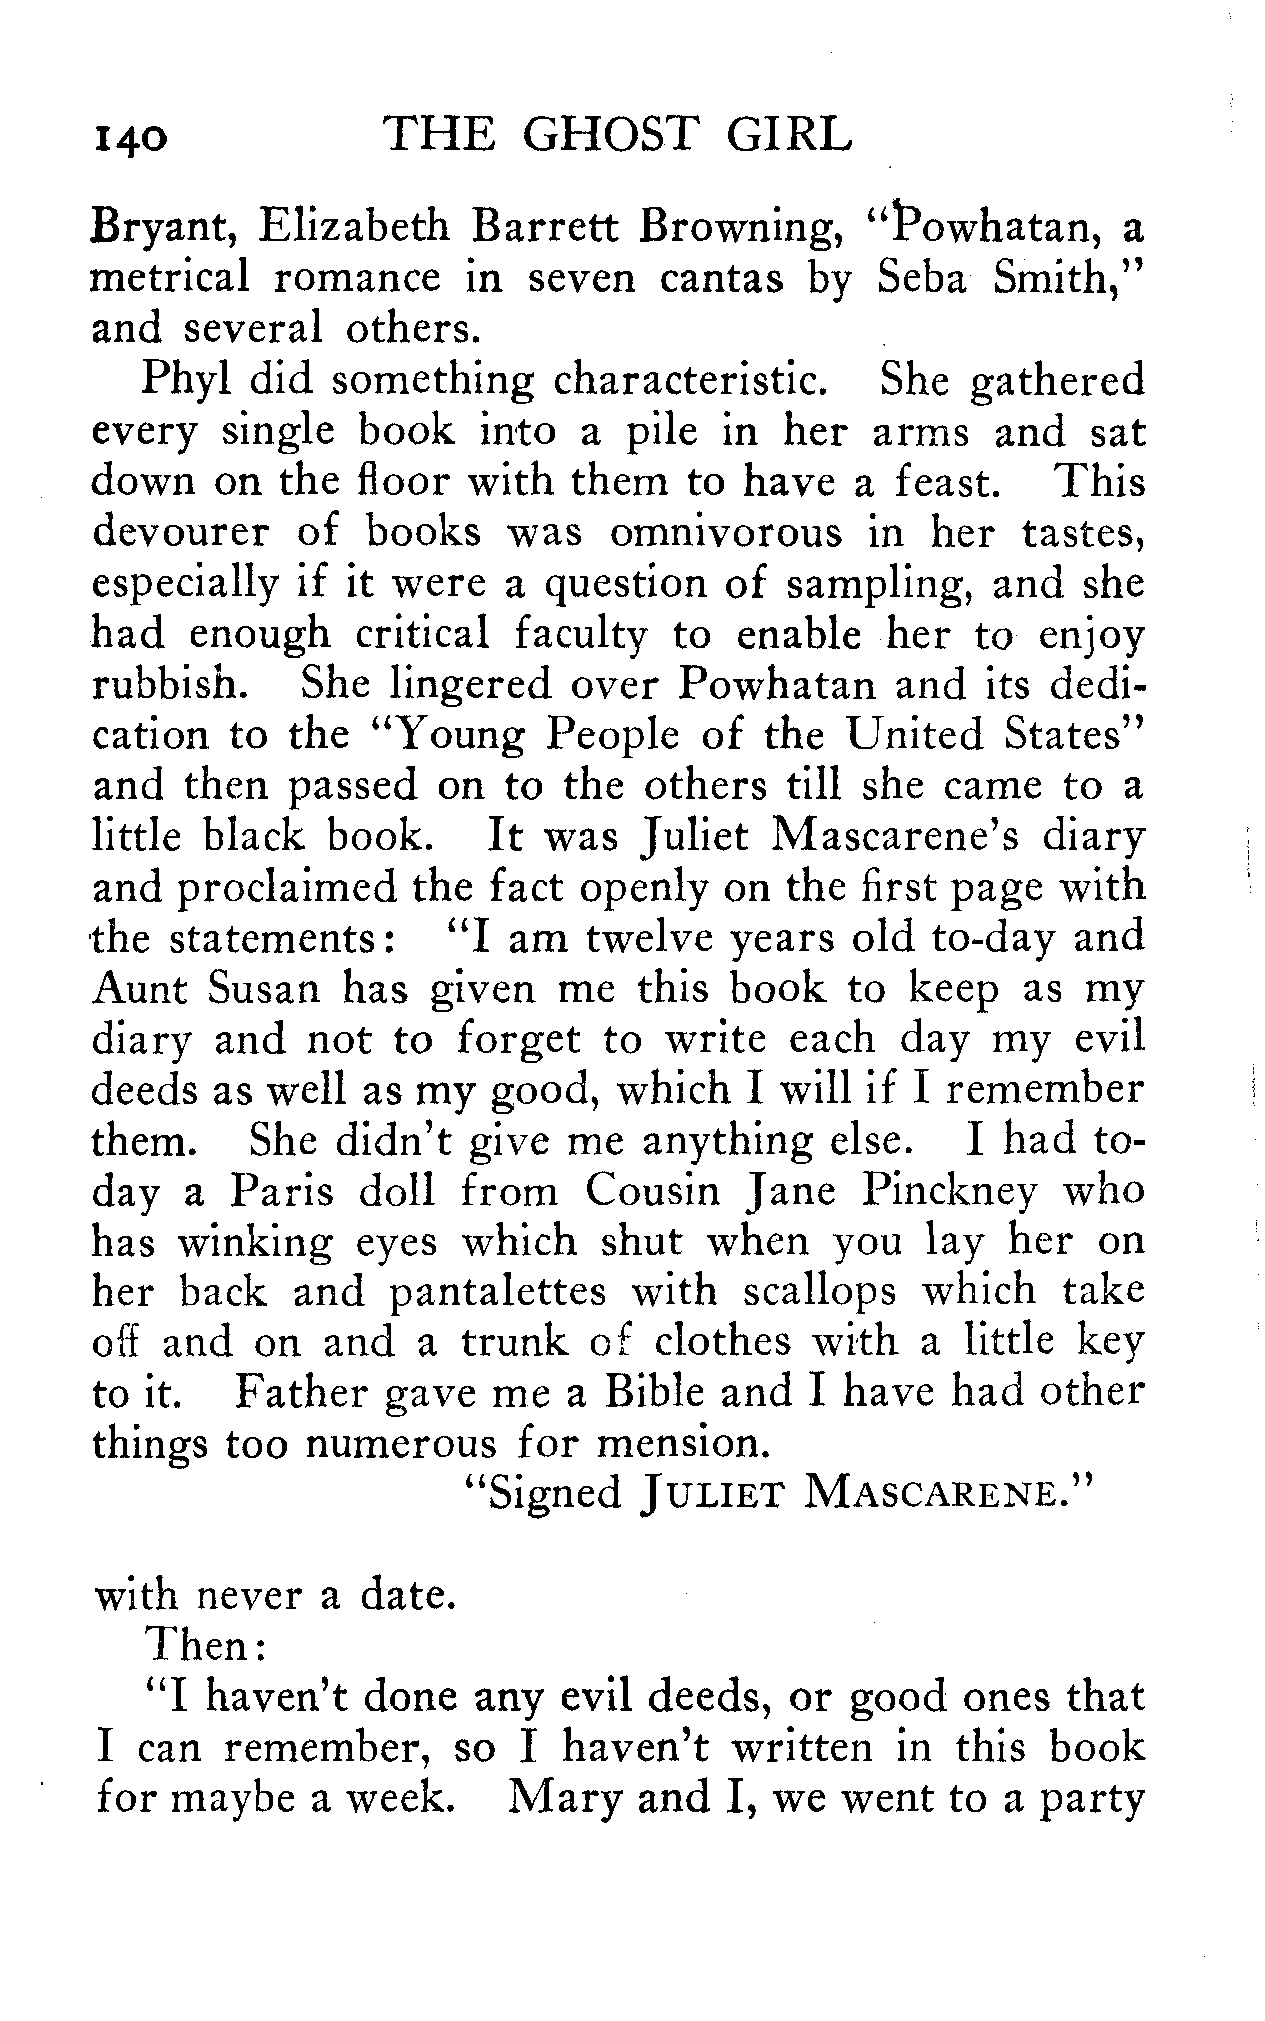 140 THE GHOST GIRL
Bryant, Elizabeth Barrett Browning, "Powhatan, a
metrical romance in seven cantas by Seba Smith,"
and several others.
Phyl did something characteristic. She gathered
every single book into a pile in her arms and sat
down on the floor with them to have a feast. This
devourer of books was omnivorous in her tastes,
especially if it were a question of sampling, and she
had enough critical faculty to enable her to enjoy
rubbish. She lingered over Powhatan and its dedi-
cation to the "Young People of the United States"
and then passed on to the others till she came to a
little black book. It was Juliet Mascarene's diary
and proclaimed the fact openly on the first page with
the statements: "I am twelve years old to-day and
Aunt Susan has given me this book to keep as my
diary and not to forget to write each day my evil
deeds as well as my good, which I will if I remember
them. She didn't give me anything else. I had to-
day a Paris doll from Cousin Jane Pinckney who
has winking eyes which shut when you lay her on
her back and pantalettes with scallops which take
off and on and a trunk of clothes with a little key
to it. Father gave me a Bible and I have had other
things too numerous for mension.
"Signed JULIET MASCARENE."
with never a date.
Then:
"I haven't done any evil deeds, or good ones that
I can remember, so I haven't written in this book
for maybe a week. Mary and I, we went to a party